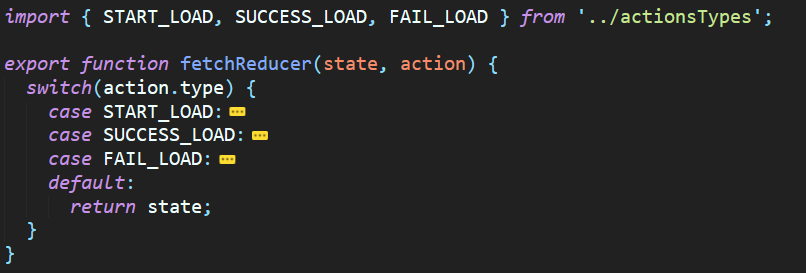 import { START_LOAD, SUCCESS_LOAD, FAIL_LOAD } from '../actionsTypes';
export function fetchReducer(state, action) {
switch(action.type) {
case START_LOAD:
case SUCCESS_LOAD:
case FAIL_LOAD:
default:
return state;
}
}